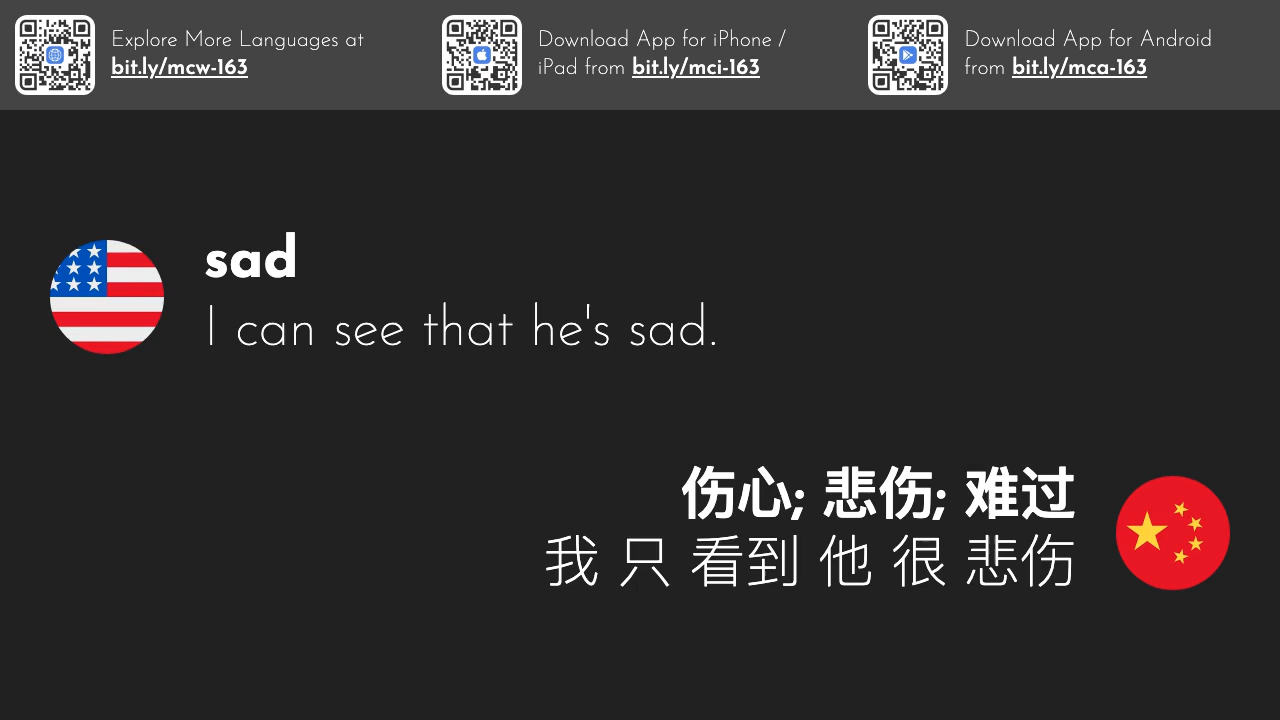 Explore More Languages at
bit.ly/mcw-163
Download App for iPhone /
iPad from bit.ly/mci-163
Download App for Android
from bit.ly/mca-163
sad
I can see that he's sad.
伤心; 悲伤; 难过
我 只 看到 他 很 悲伤